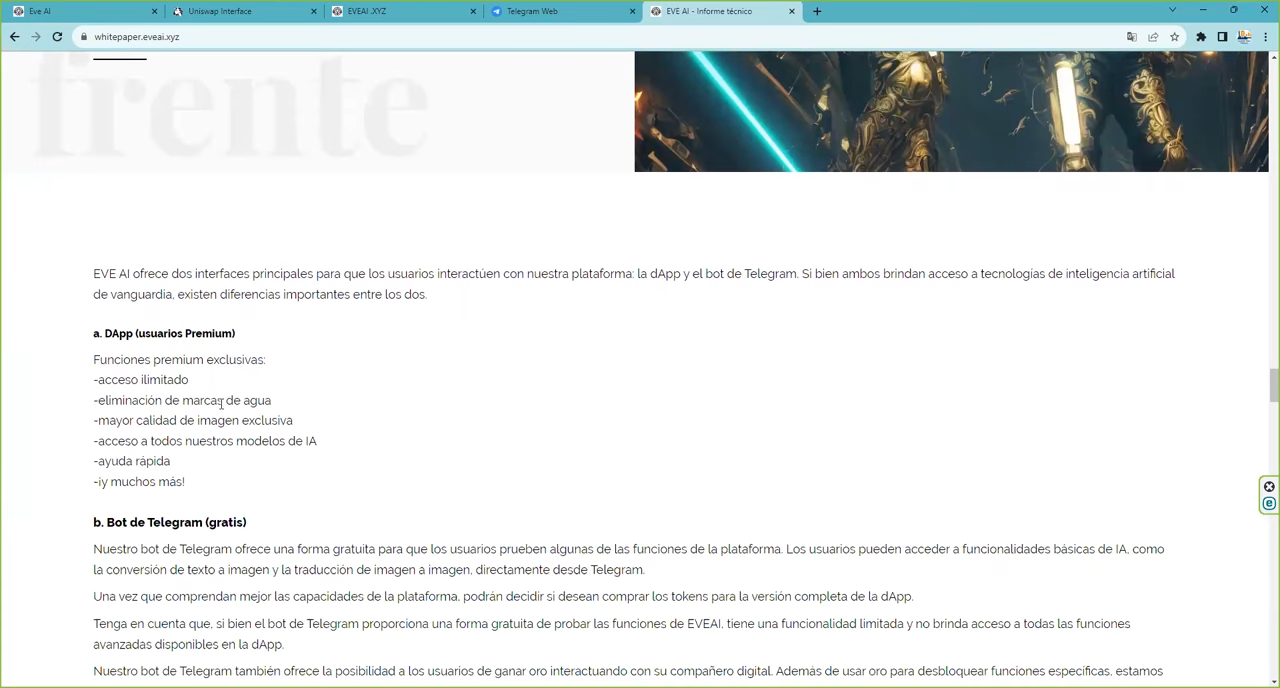 Eve AI
Uniswap Interface
EVEAI .XYZ
Telegram Web
EVE AI - Informe técnico
whitepaper.eveai.xyz
frente
EVE AI ofrece dos interfaces principales para que los usuarios interactúen con nuestra plataforma: la dApp y el bot de Telegram. Si bien ambos brindan acceso a tecnologías de inteligencia artificial
de vanguardia, existen diferencias importantes entre los dos.
a. DApp (usuarios Premium)
Funciones premium exclusivas:
-acceso ilimitado
-eliminación de marcas de agua
-mayor calidad de imagen exclusiva
-acceso a todos nuestros modelos de IA
-ayuda rápida
-¡y muchos más!
b. Bot de Telegram (gratis)
Nuestro bot de Telegram ofrece una forma gratuita para que los usuarios prueben algunas de las funciones de la plataforma. Los usuarios pueden acceder a funcionalidades básicas de IA, como
la conversión de texto a imagen y la traducción de imagen a imagen, directamente desde Telegram.
Una vez que comprendan mejor las capacidades de la plataforma, podrán decidir si desean comprar los tokens para la versión completa de la dApp.
Tenga en cuenta que, si bien el bot de Telegram proporciona una forma gratuita de probar las funciones de EVEAI, tiene una funcionalidad limitada y no brinda acceso a todas las funciones
avanzadas disponibles en la dApp.
Nuestro bot de Telegram también ofrece la posibilidad a los usuarios de ganar oro interactuando con su compañero digital. Además de usar oro para desbloquear funciones específicas, estamos